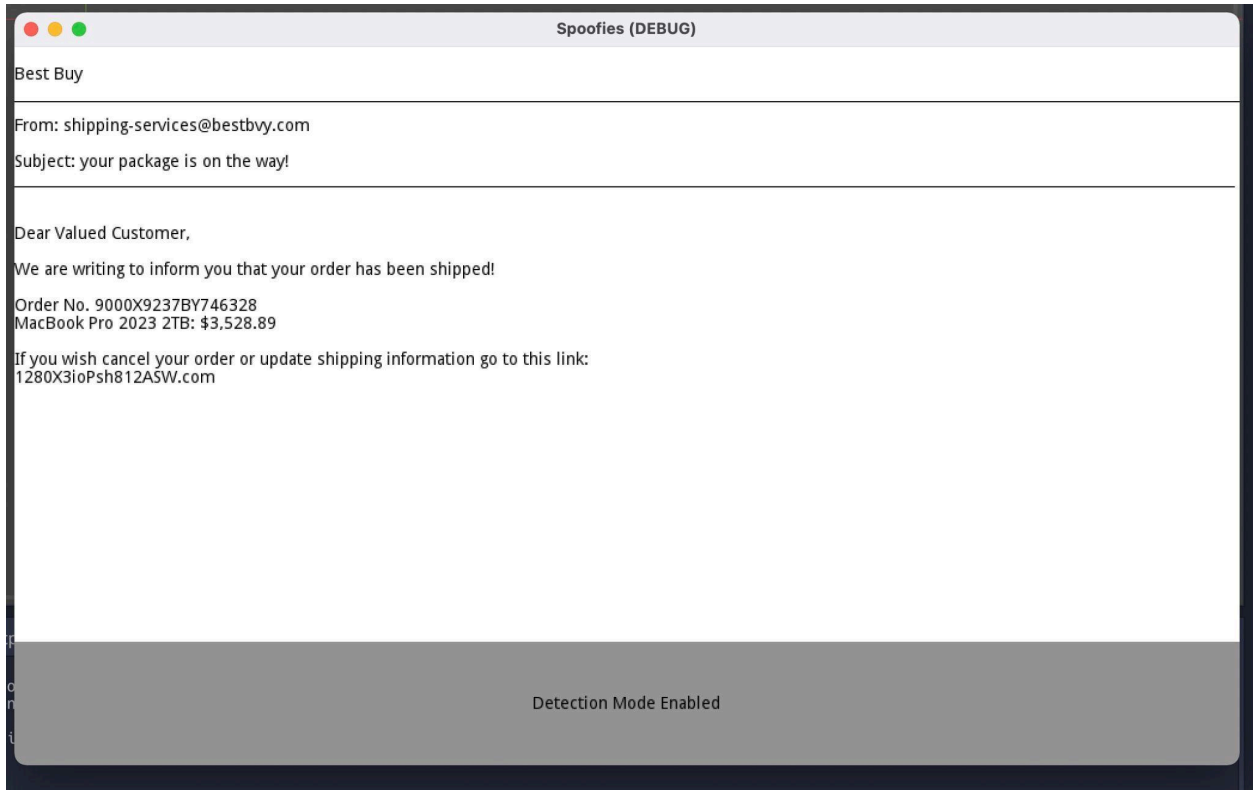 Spoofies (DEBUG)
Best Buy
From: shipping-services@bestbvy.com
Subject: your package is on the way!
Dear Valued Customer,
We are writing to inform you that your order has been shipped!
Order No. 9000X9237BY746328
MacBook Pro 2023 2TB: $3,528.89
If you wish cancel your order or update shipping information go to this link:
1280X3ioPsh812ASW.com
Detection Mode Enabled